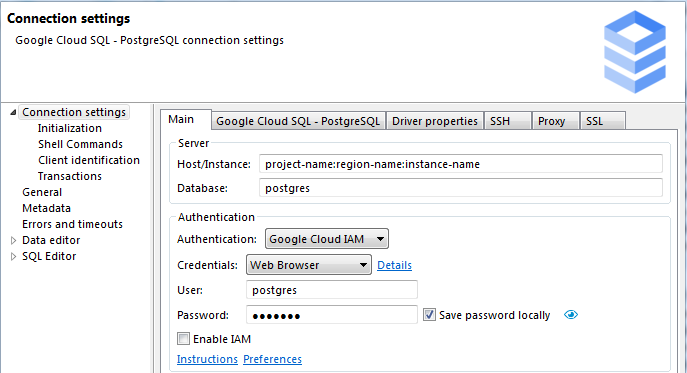 Connection settings
Google Cloud SQL - PostgreSQL connection settings
Connection settings
Initialization
Shell Commands
Client identification
Transactions
General
Metadata
Errors and timeouts
Data editor
SQL Editor
Main Google Cloud SQL - PostgreSQL Driver properties SSH Proxy SSL
Server
Host/Instance: project-name:region-name:instance-name
Database: postgres
Authentication
Authentication: Google Cloud IAM
Credentials: Web Browser Details
User: postgres
Password: ●●●●●●● Save password locally
Enable IAM
Instructions Preferences